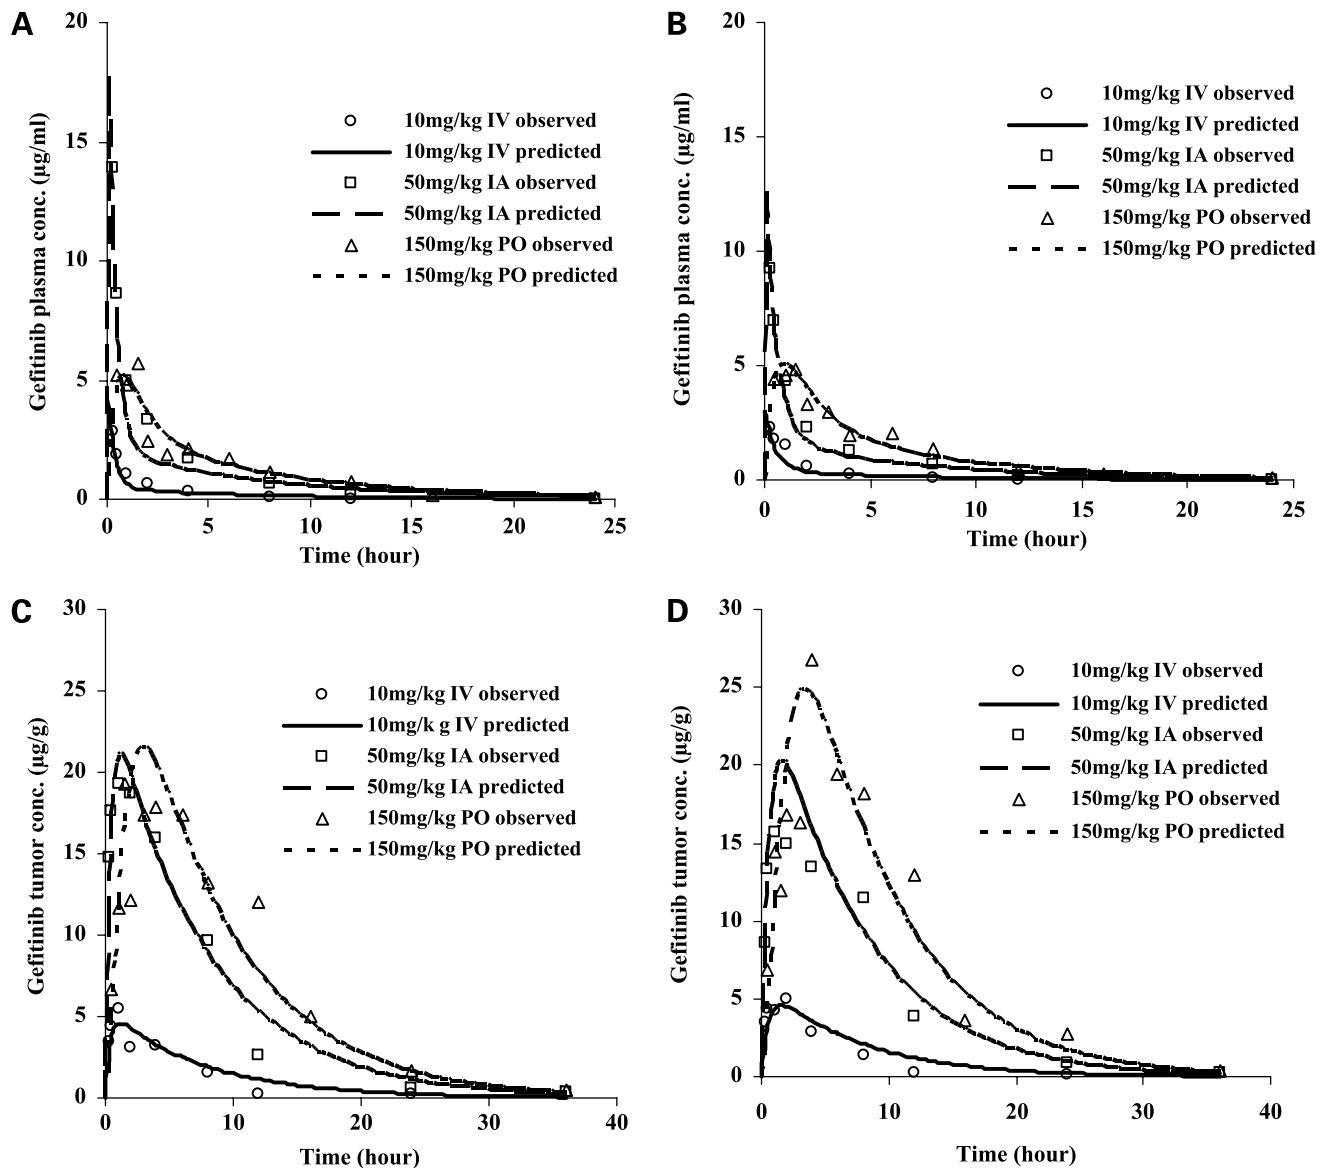 A
20
15
10
5
0
0 5 10 15 20 25
Gefitinib plasma conc. (µg/ml)
Time (hour)
10mg/kg IV observed
10mg/kg IV predicted
50mg/kg IA observed
50mg/kg IA predicted
150mg/kg PO observed
150mg/kg PO predicted
B
20
15
10
5
0
0 5 10 15 20 25
Gefitinib plasma conc. (µg/ml)
Time (hour)
10mg/kg IV observed
10mg/kg IV predicted
50mg/kg IA observed
50mg/kg IA predicted
150mg/kg PO observed
150mg/kg PO predicted
C
30
25
20
15
10
5
0
0 10 20 30 40
Gefitinib tumor conc. (µg/g)
Time (hour)
10mg/kg IV observed
10mg/k g IV predicted
50mg/kg IA observed
50mg/kg IA predicted
150mg/kg PO observed
150mg/kg PO predicted
D
30
25
20
15
10
5
0
0 10 20 30 40
Gefitinib tumor conc. (µg/g)
Time (hour)
10mg/kg IV observed
10mg/kg IV predicted
50mg/kg IA observed
50mg/kg IA predicted
150mg/kg PO observed
150mg/kg PO predicted